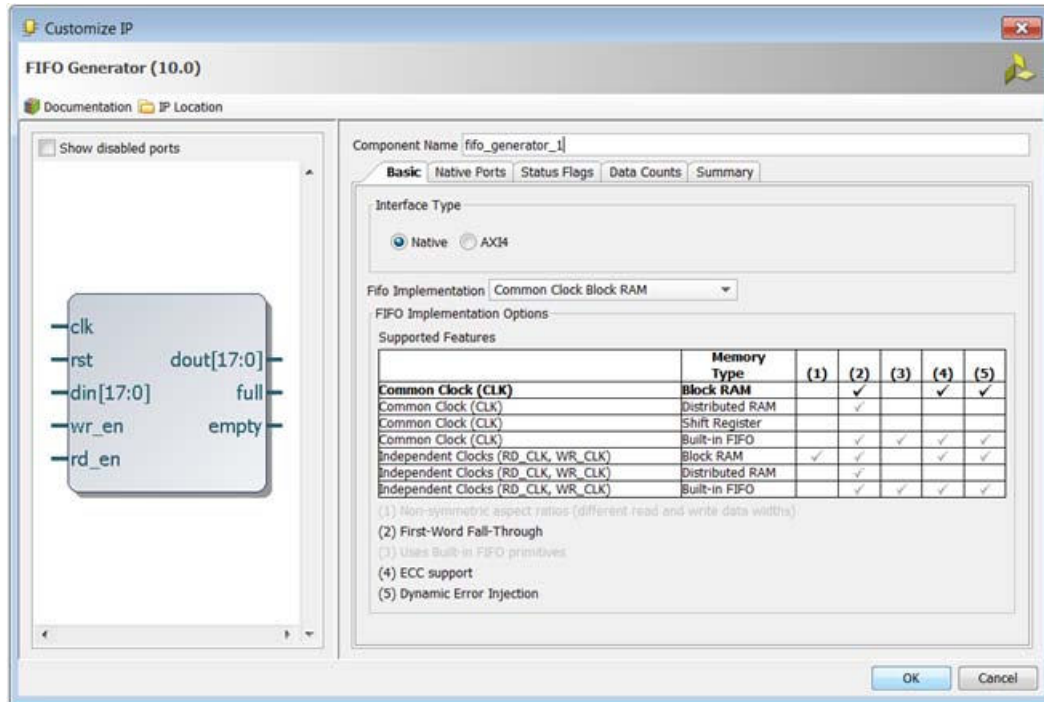 Customize IP
FIFO Generator (10.0)
Documentation IP Location
Show disabled ports
clk
rst
din[17:0]
wr_en
rd_en
dout[17:0]
full
empty
Component Name fifo_generator_1
Basic Native Ports Status Flags Data Counts Summary
Interface Type
Native AXI4
Fifo Implementation Common Clock Block RAM
FIFO Implementation Options
Supported Features
Memory Type (1) (2) (3) (4) (5)
Common Clock (CLK) Block RAM ✓ ✓ ✓
Common Clock (CLK) Distributed RAM ✓
Common Clock (CLK) Shift Register
Common Clock (CLK) Built-in FIFO ✓ ✓ ✓ ✓
Independent Clocks (RD_CLK, WR_CLK) Block RAM ✓ ✓ ✓ ✓
Independent Clocks (RD_CLK, WR_CLK) Distributed RAM ✓
Independent Clocks (RD_CLK, WR_CLK) Built-in FIFO ✓ ✓ ✓ ✓
(1) Non-symmetric aspect ratios (different read and write data widths)
(2) First-Word Fall-Through
(3) Uses Built-in FIFO primitives
(4) ECC support
(5) Dynamic Error Injection
OK Cancel